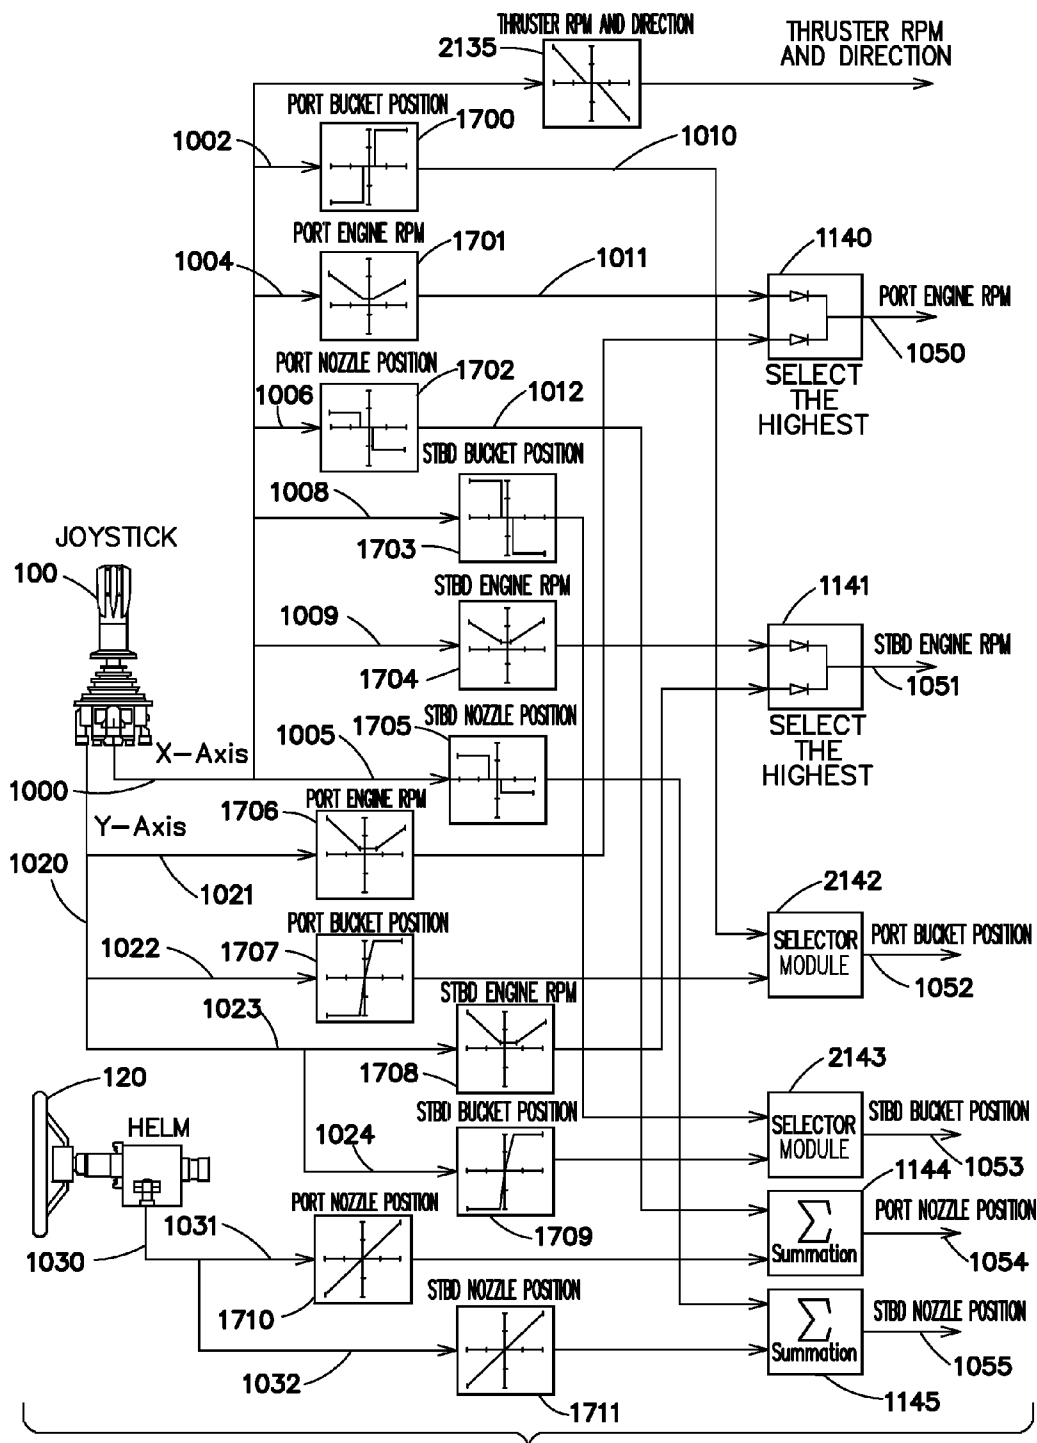 THRUSTER RPM AND DIRECTION
2135
THRUSTER RPM
AND DIRECTION
PORT BUCKET POSITION
1700
1002
1010
PORT ENGINE RPM
1701
1004
1011
1140
PORT ENGINE RPM
1050
SELECT
THE
HIGHEST
PORT NOZZLE POSITION
1702
1006
1012
STBD BUCKET POSITION
1008
1703
JOYSTICK
100
STBD ENGINE RPM
1009
1704
1141
STBD ENGINE RPM
1051
SELECT
THE
HIGHEST
STBD NOZZLE POSITION
1705
1005
X-Axis
1000
PORT ENGINE RPM
1706
Y-Axis
1020
1021
2142
PORT BUCKET POSITION
1707
1022
SELECTOR
MODULE
PORT BUCKET POSITION
1052
1023
STBD ENGINE RPM
1708
120
2143
STBD BUCKET POSITION
HELM
1024
1709
SELECTOR
MODULE
STBD BUCKET POSITION
1053
1144
PORT NOZZLE POSITION
1031
1030
1710
Σ
Summation
PORT NOZZLE POSITION
1054
STBD NOZZLE POSITION
1032
1711
Σ
Summation
STBD NOZZLE POSITION
1055
1145